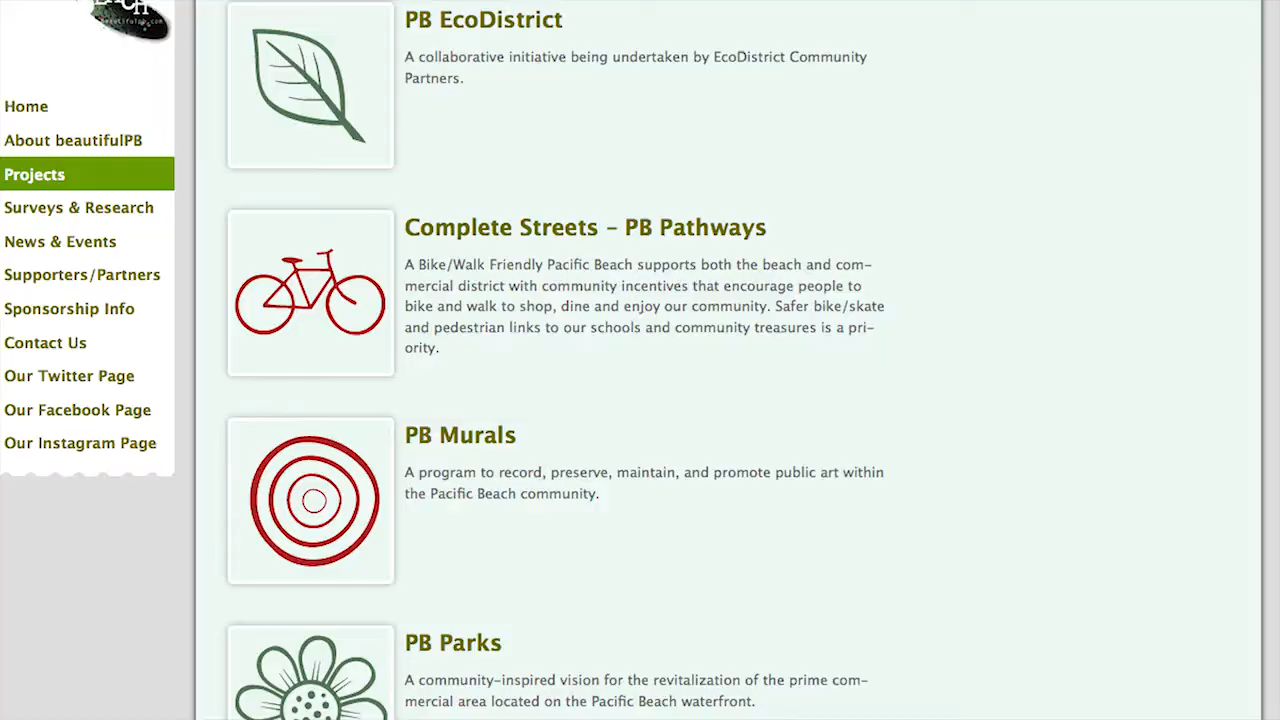 beautifulpb.com
Home
About beautifulPB
Projects
Surveys & Research
News & Events
Supporters/Partners
Sponsorship Info
Contact Us
Our Twitter Page
Our Facebook Page
Our Instagram Page
PB EcoDistrict
A collaborative initiative being undertaken by EcoDistrict Community
Partners.
Complete Streets – PB Pathways
A Bike/Walk Friendly Pacific Beach supports both the beach and com–
mercial district with community incentives that encourage people to
bike and walk to shop, dine and enjoy our community. Safer bike/skate
and pedestrian links to our schools and community treasures is a pri–
ority.
PB Murals
A program to record, preserve, maintain, and promote public art within
the Pacific Beach community.
PB Parks
A community–inspired vision for the revitalization of the prime com–
mercial area located on the Pacific Beach waterfront.